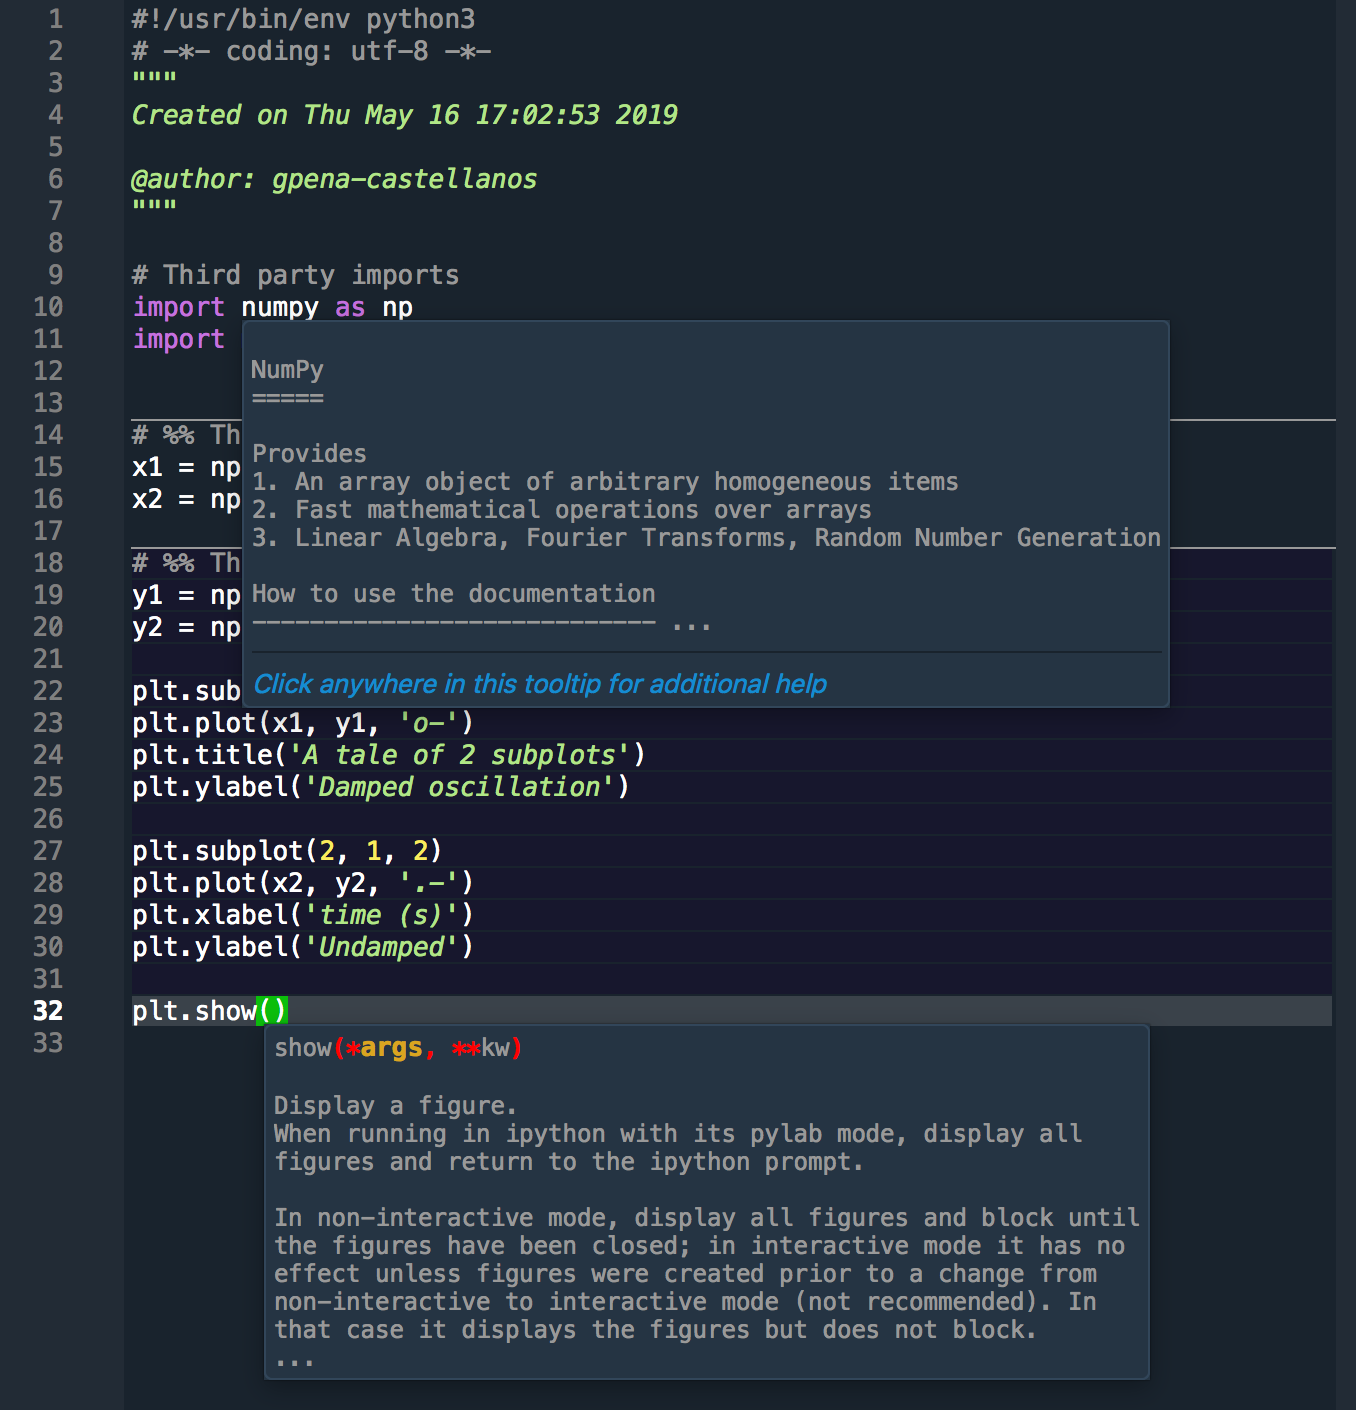 1 #!/usr/bin/env python3
2 # -*- coding: utf-8 -*-
3 """
4 Created on Thu May 16 17:02:53 2019
5
6 @author: gpena-castellanos
7 """
8
9 # Third party imports
10 import numpy as np
11 import
12
13
14 # %% Th
15 x1 = np
16 x2 = np
17
18 # %% Th
19 y1 = np
20 y2 = np
21
22 plt.sub
NumPy
=====
Provides
1. An array object of arbitrary homogeneous items
2. Fast mathematical operations over arrays
3. Linear Algebra, Fourier Transforms, Random Number Generation
How to use the documentation
---------------------------- ...
Click anywhere in this tooltip for additional help
23 plt.plot(x1, y1, 'o-')
24 plt.title('A tale of 2 subplots')
25 plt.ylabel('Damped oscillation')
26
27 plt.subplot(2, 1, 2)
28 plt.plot(x2, y2, '.-')
29 plt.xlabel('time (s)')
30 plt.ylabel('Undamped')
31
32 plt.show()
33
show(*args, **kw)
Display a figure.
When running in ipython with its pylab mode, display all
figures and return to the ipython prompt.
In non-interactive mode, display all figures and block until
the figures have been closed; in interactive mode it has no
effect unless figures were created prior to a change from
non-interactive to interactive mode (not recommended). In
that case it displays the figures but does not block.
...